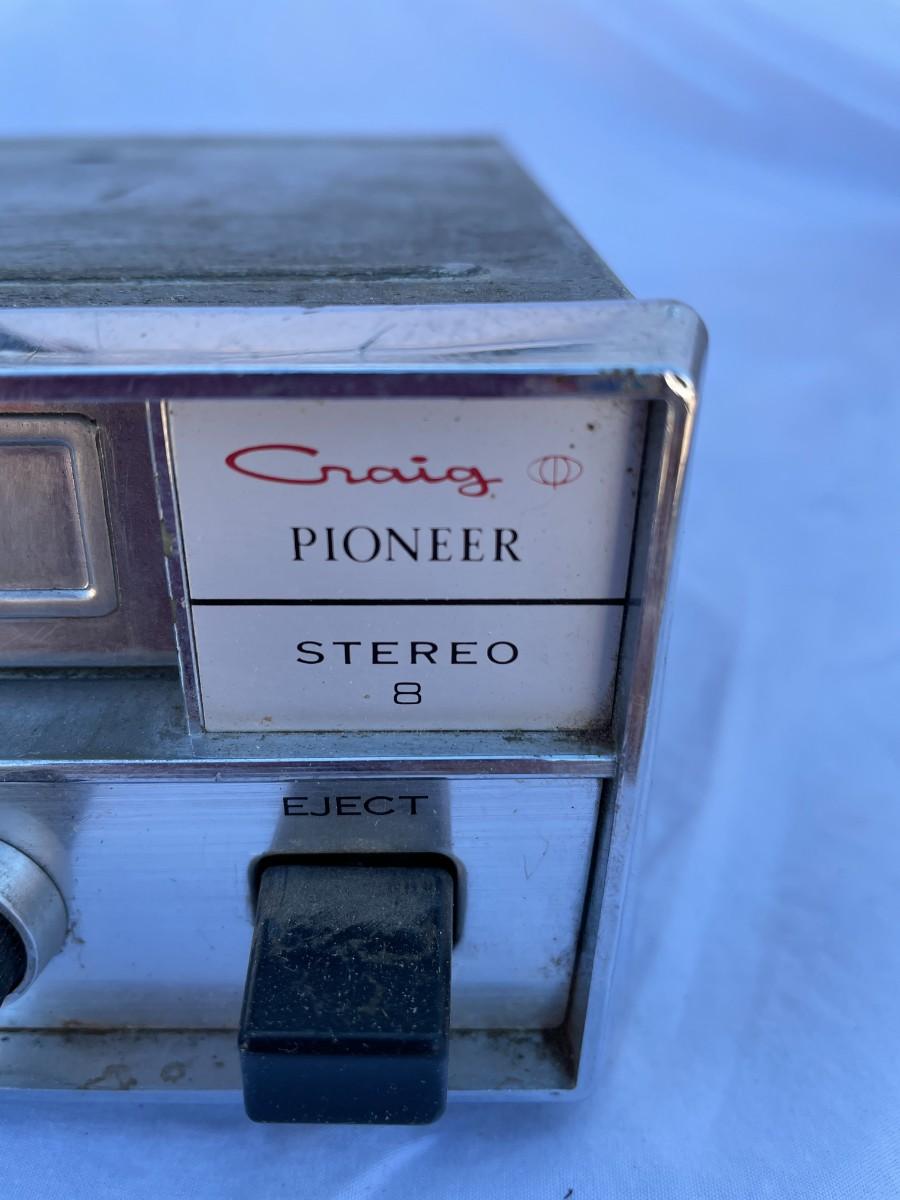 Craig
PIONEER
STEREO
8
EJECT